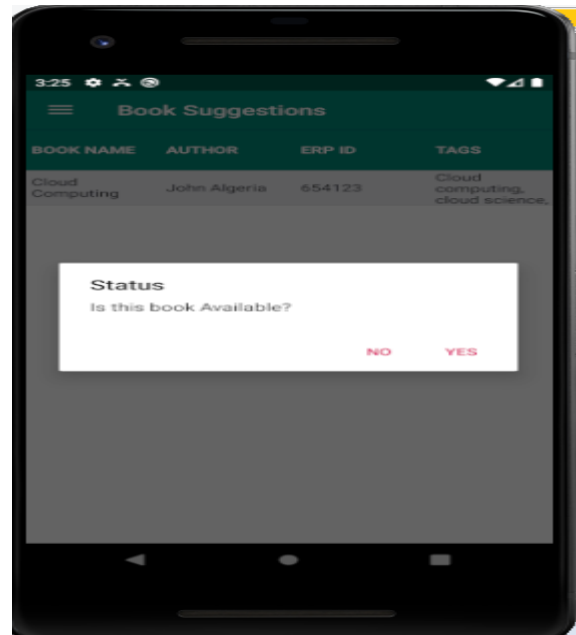 3:25
Book Suggestions
BOOK NAME AUTHOR ERP ID TAGS
Cloud Computing John Algeria 654123 Cloud computing, cloud science,
Status
Is this book Available?
NO YES